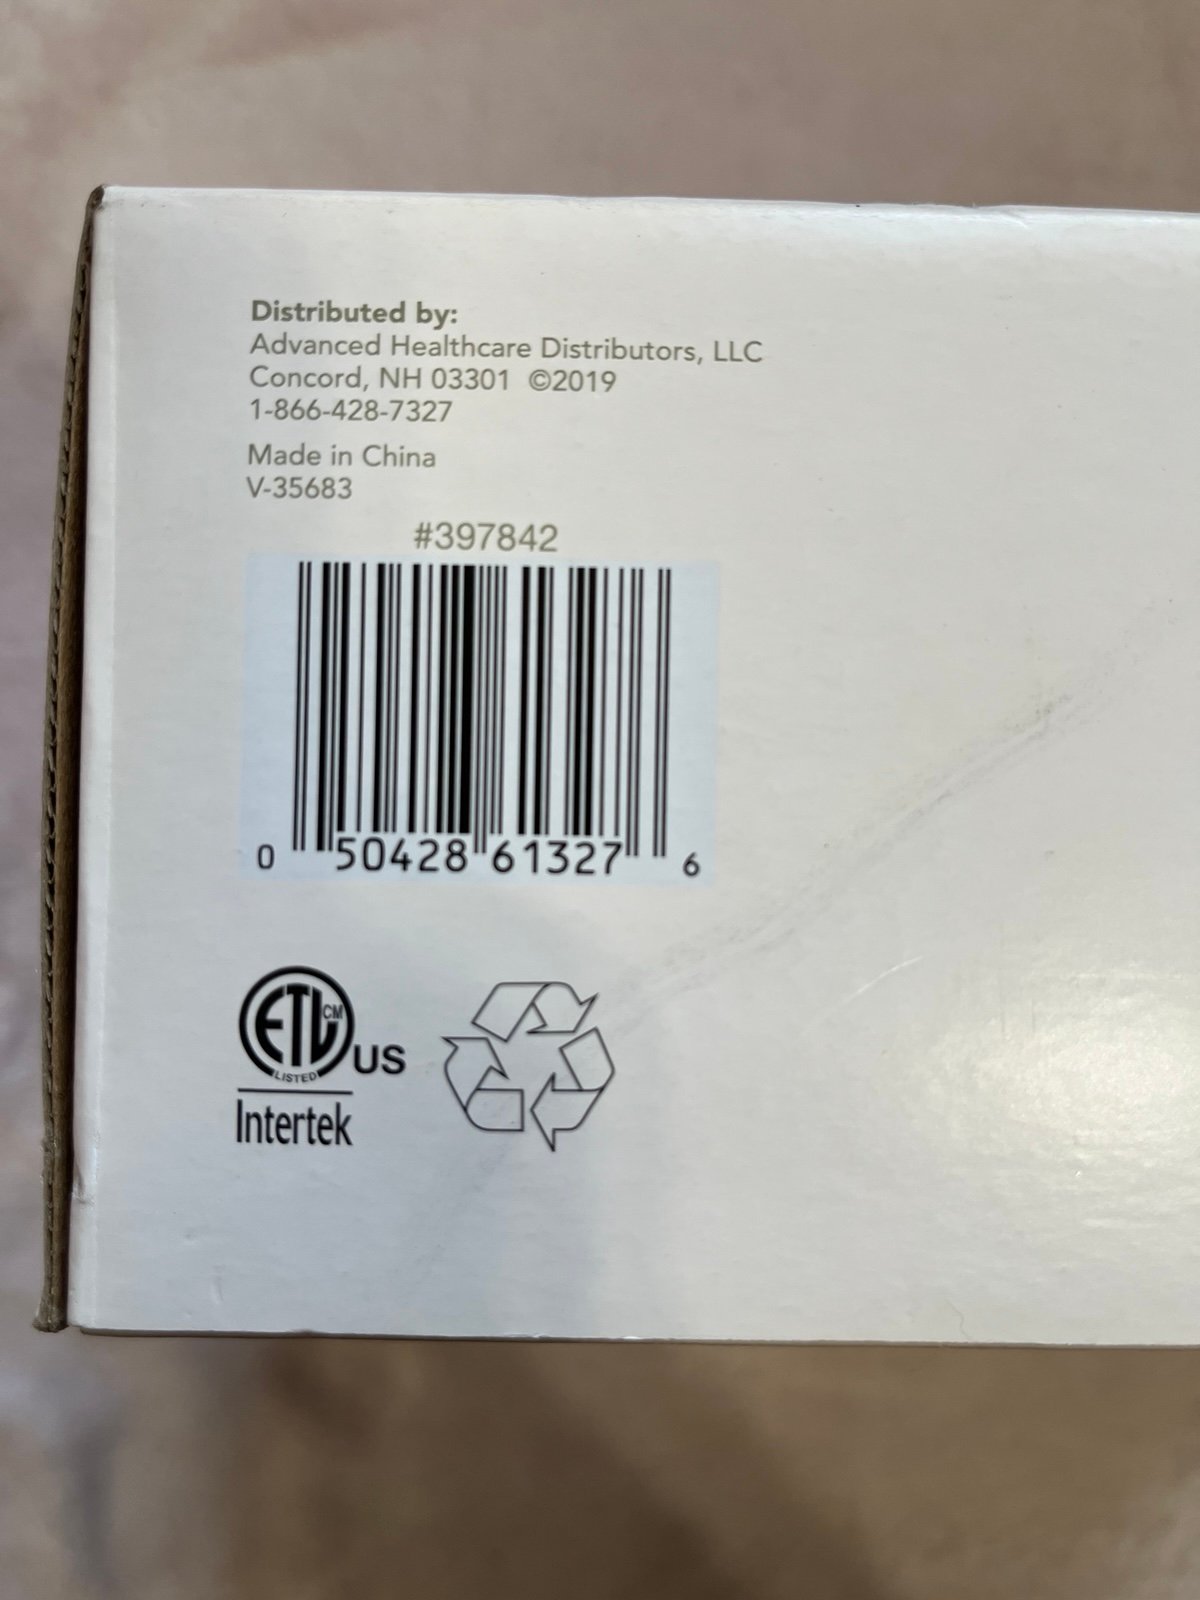 Distributed by:
Advanced Healthcare Distributors, LLC
Concord, NH 03301 ©2019
1-866-428-7327
Made in China
V-35683
#397842
0 50428 61327 6
ETL CM
LISTED
US
Intertek